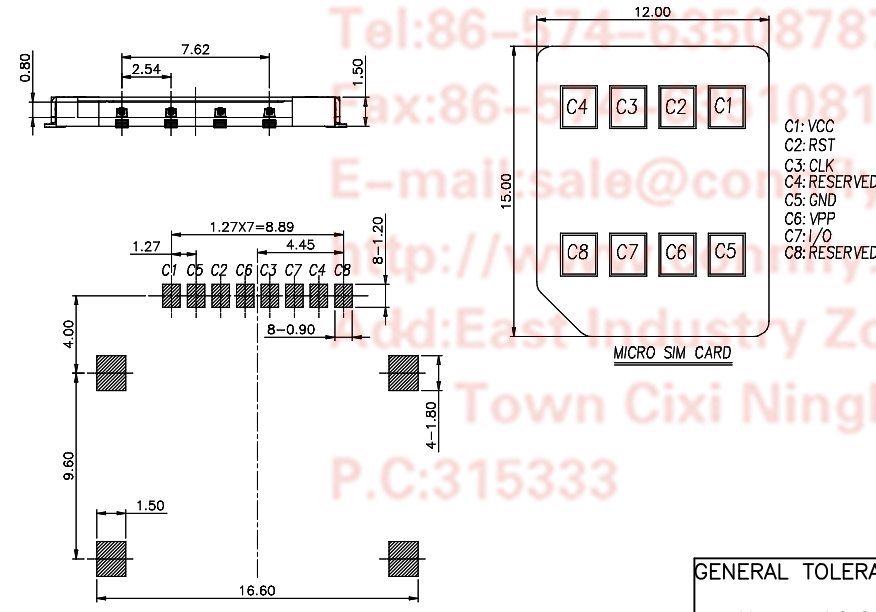 7.62
2.54
0.80
1.50
1.27X7=8.89
1.27
4.45
8-1.20
C1 C5 C2 C6 C3 C7 C4 C8
8-0.90
4.00
4-1.80
9.60
1.50
16.60
12.00
15.00
C4 C3 C2 C1
C8 C7 C6 C5
C1: VCC
C2: RST
C3: CLK
C4: RESERVED
C5: GND
C6: VPP
C7: I/O
C8: RESERVED
MICRO SIM CARD
Tel:86-574-6350878
E-mail:sale@con
http://www.
Add:East Industry Zo
Town Cixi Ning
P.C:315333
GENERAL TOLERA